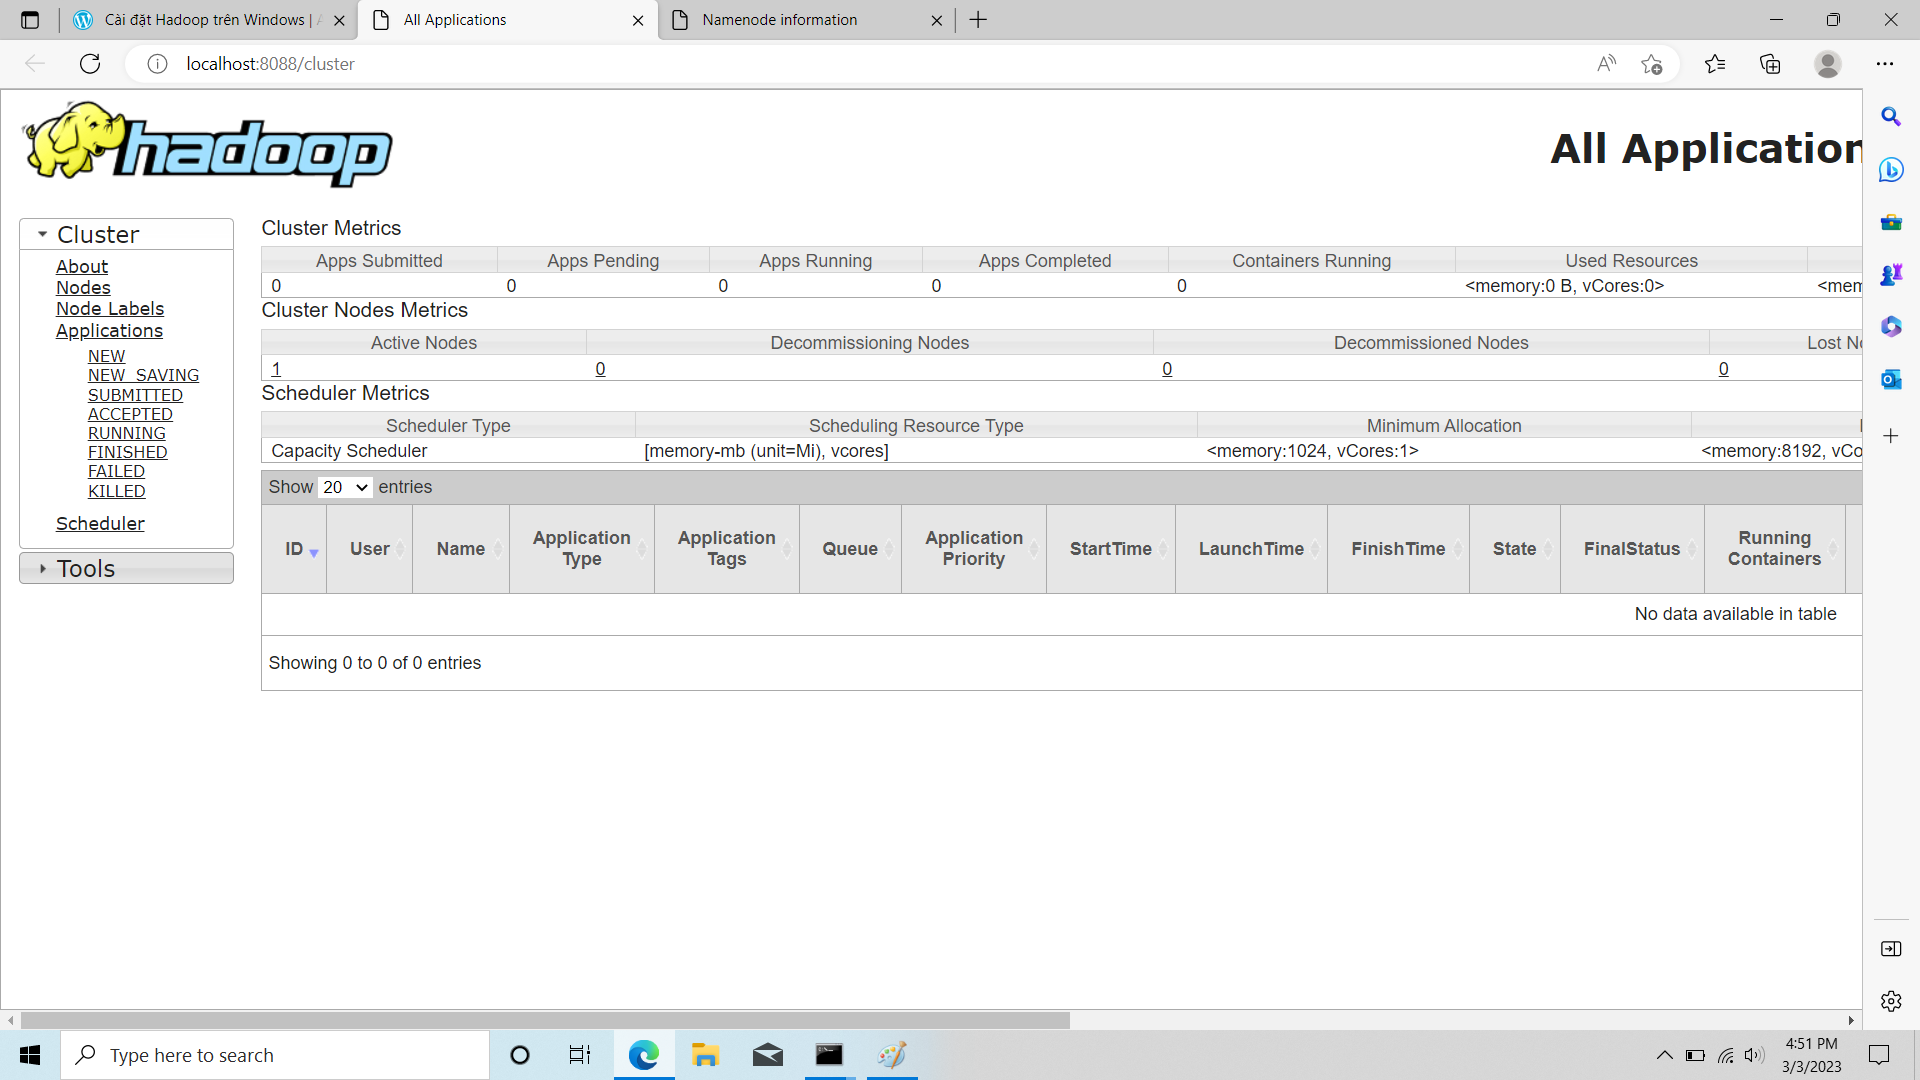 Cài đặt Hadoop trên Windows |
All Applications
Namenode information
localhost:8088/cluster
hadoop
All Application
Cluster
About
Nodes
Node Labels
Applications
NEW
NEW_SAVING
SUBMITTED
ACCEPTED
RUNNING
FINISHED
FAILED
KILLED
Scheduler
Tools
Cluster Metrics
Apps Submitted Apps Pending Apps Running Apps Completed Containers Running Used Resources
0 0 0 0 0 <memory:0 B, vCores:0> <mem
Cluster Nodes Metrics
Active Nodes Decommissioning Nodes Decommissioned Nodes Lost N
1 0 0 0
Scheduler Metrics
Scheduler Type Scheduling Resource Type Minimum Allocation
Capacity Scheduler [memory-mb (unit=Mi), vcores] <memory:1024, vCores:1> <memory:8192, vCo
Show 20 entries
ID User Name Application Type Application Tags Queue Application Priority StartTime LaunchTime FinishTime State FinalStatus Running Containers
No data available in table
Showing 0 to 0 of 0 entries
Type here to search
4:51 PM
3/3/2023